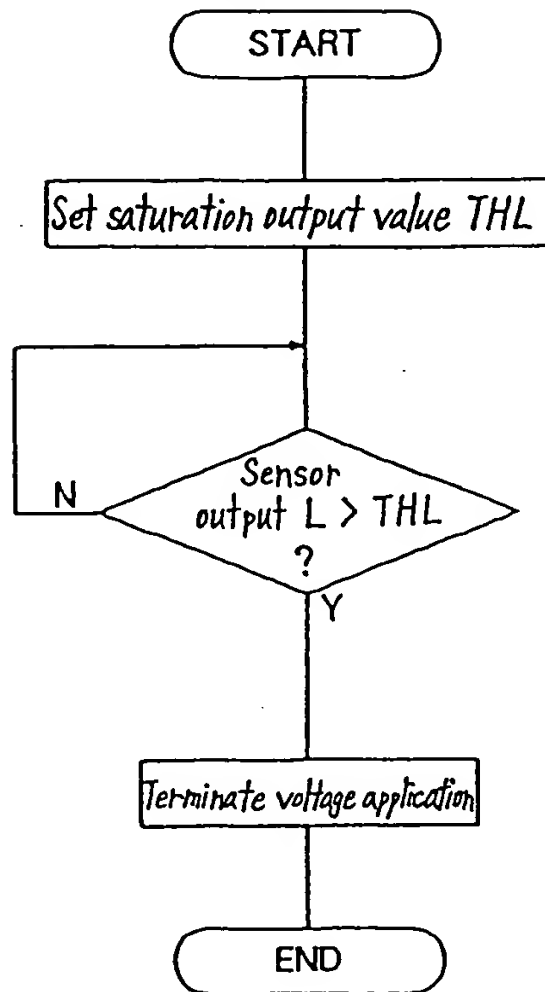 START
Set saturation output value THL
Sensor
output L > THL
?
N
Y
Terminate voltage application
END